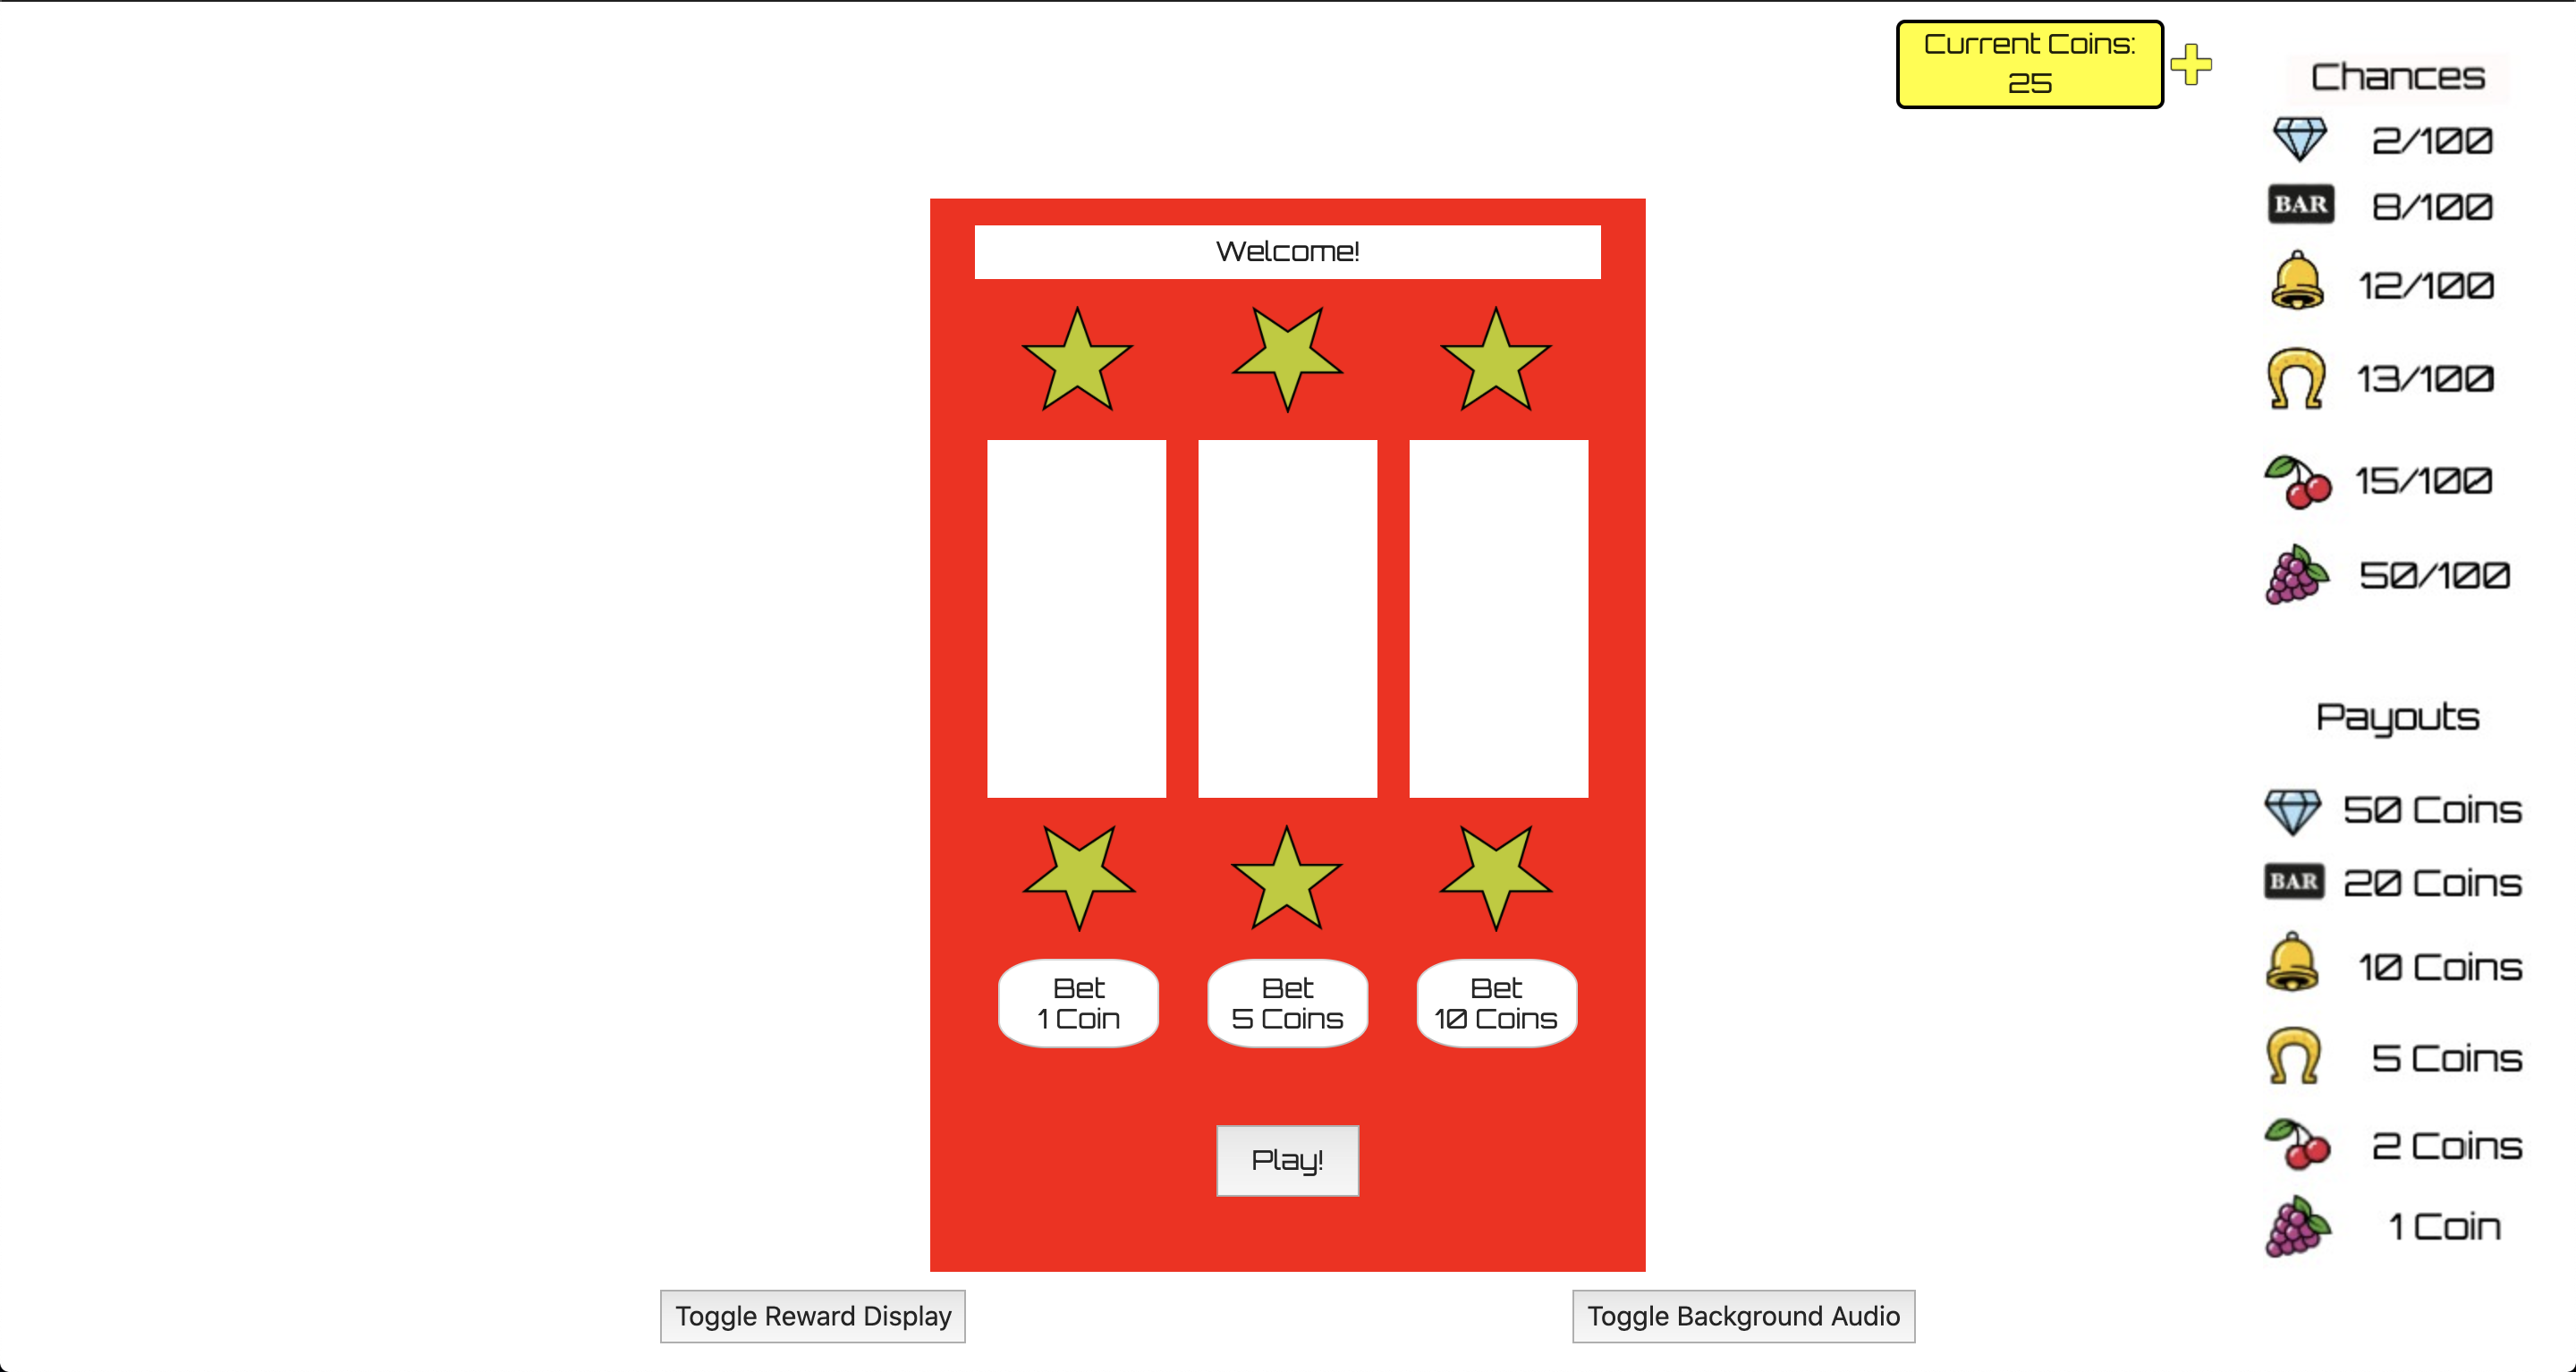 Current Coins:
25
Chances
2/100
BAR 8/100
12/100
13/100
15/100
50/100
Welcome!
Bet
1 Coin
Bet
5 Coins
Bet
10 Coins
Play!
Payouts
50 Coins
BAR 20 Coins
10 Coins
5 Coins
2 Coins
1 Coin
Toggle Reward Display
Toggle Background Audio